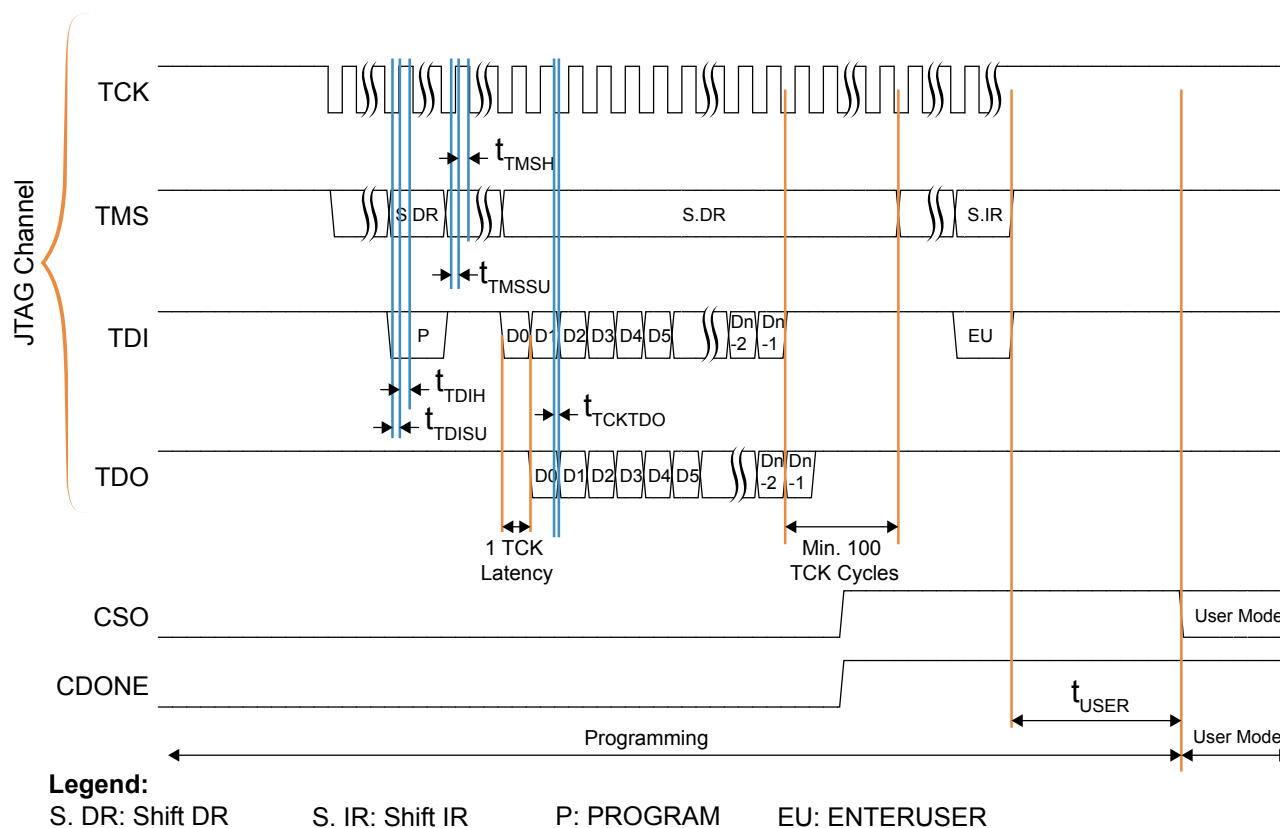 JTAG Channel
TCK
t TMSH
TMS
S.DR
S.DR
S.IR
t TMSSU
TDI
P
D0 D1 D2 D3 D4 D5
Dn -2
Dn -1
EU
t TDIH
t TDISU
t TCKTDO
TDO
D0 D1 D2 D3 D4 D5
Dn -2
Dn -1
1 TCK
Latency
Min. 100
TCK Cycles
CSO
User Mode
CDONE
t USER
Programming
User Mode
Legend:
S. DR: Shift DR S. IR: Shift IR P: PROGRAM EU: ENTERUSER